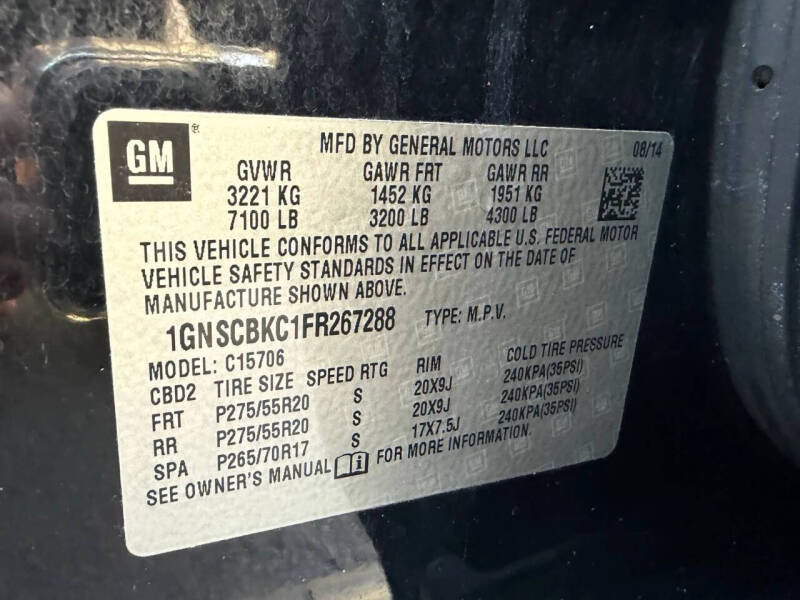 GM®
MFD BY GENERAL MOTORS LLC 08/14
GVWR GAWR FRT GAWR RR
3221 KG 1452 KG 1951 KG
7100 LB 3200 LB 4300 LB
THIS VEHICLE CONFORMS TO ALL APPLICABLE U.S. FEDERAL MOTOR
VEHICLE SAFETY STANDARDS IN EFFECT ON THE DATE OF
MANUFACTURE SHOWN ABOVE.
1GNSCBKC1FR267288 TYPE: M.P.V.
MODEL: C15706
CBD2 TIRE SIZE SPEED RTG RIM COLD TIRE PRESSURE
FRT P275/55R20 S 20X9J 240KPA(35PSI)
RR P275/55R20 S 20X9J 240KPA(35PSI)
SPA P265/70R17 S 17X7.5J 240KPA(35PSI)
SEE OWNER'S MANUAL FOR MORE INFORMATION.